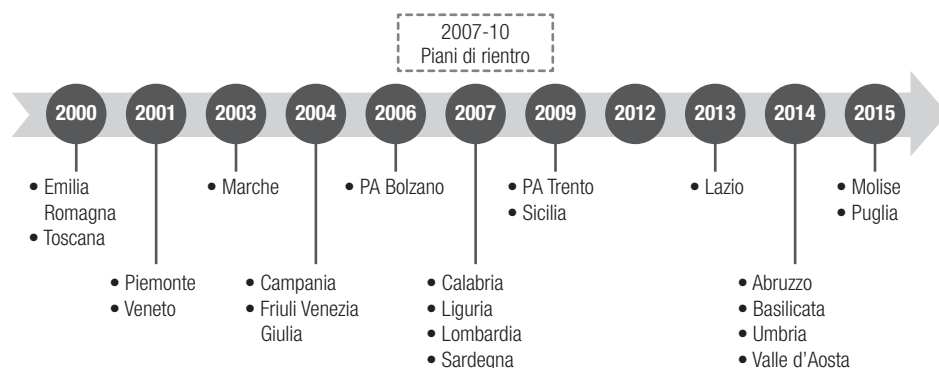 2007-10
Piani di rientro
2000 2001 2003 2004 2006 2007 2009 2012 2013 2014 2015
• Emilia
Romagna
• Toscana
• Piemonte
• Veneto
• Marche
• Campania
• Friuli Venezia
Giulia
• PA Bolzano
• Calabria
• Liguria
• Lombardia
• Sardegna
• PA Trento
• Sicilia
• Lazio
• Abruzzo
• Basilicata
• Umbria
• Valle d'Aosta
• Molise
• Puglia